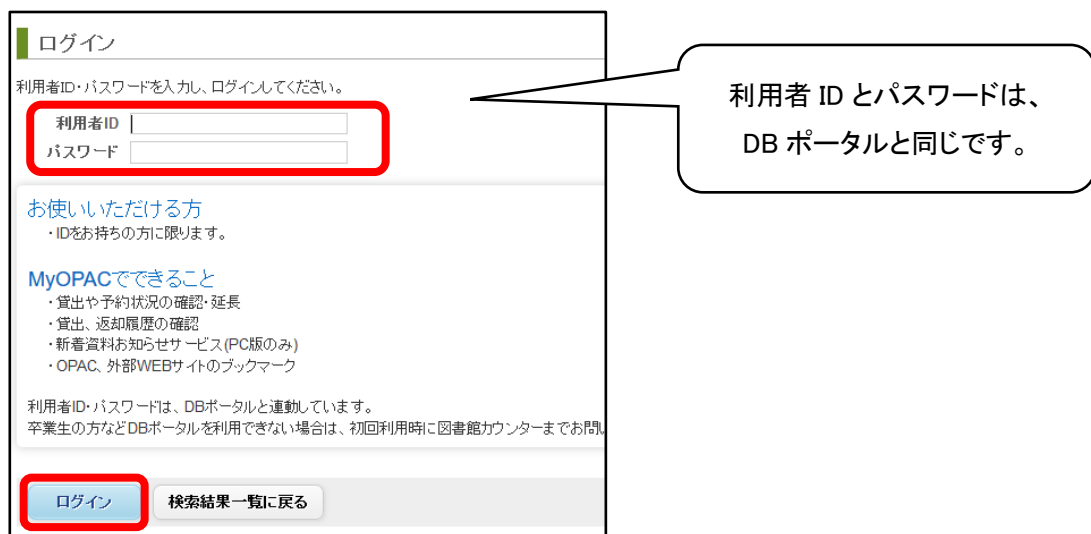 ログイン
利用者ID・パスワードを入力し、ログインしてください。
利用者ID
パスワード
お使いいただける方
・IDをお持ちの方に限ります。
MyOPACでできること
・貸出や予約状況の確認・延長
・貸出、返却履歴の確認
・新着資料お知らせサービス(PC版のみ)
・OPAC、外部WEBサイトのブックマーク
利用者ID・パスワードは、DBポータルと連動しています。
卒業生の方などDBポータルを利用できない場合は、初回利用時に図書館カウンターまでお問い
ログイン
検索結果一覧に戻る
利用者 ID とパスワードは、
DB ポータルと同じです。